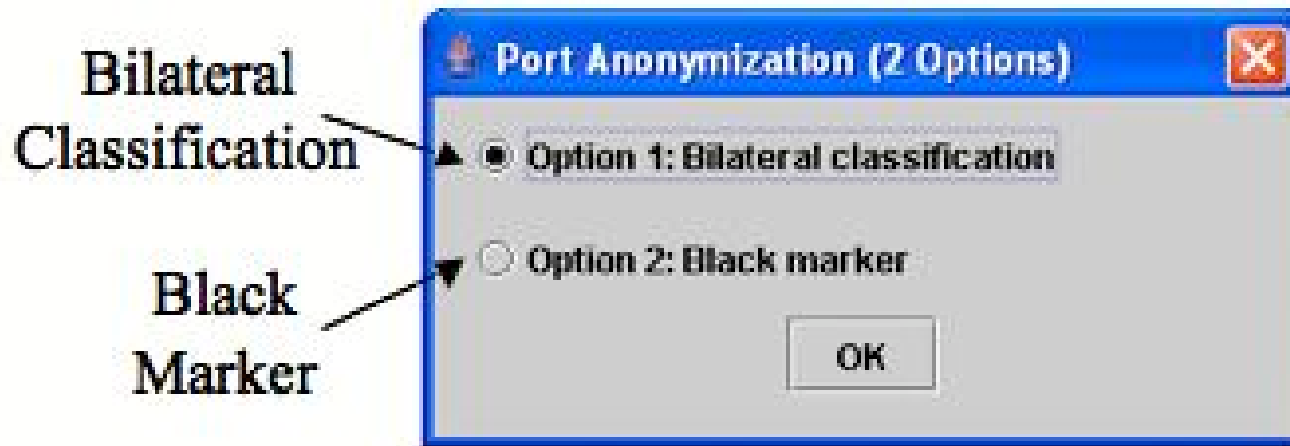 Bilateral
Classification
Black
Marker
Port Anonymization (2 Options)
Option 1: Bilateral classification
Option 2: Black marker
OK